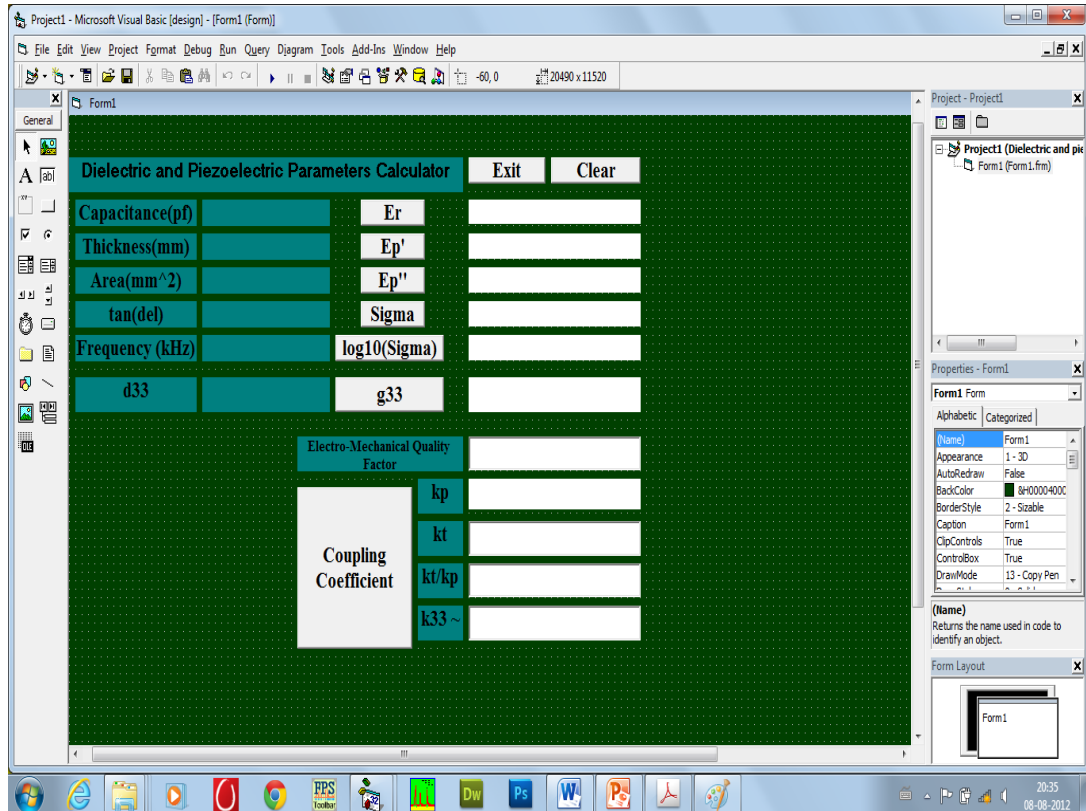 Project1 - Microsoft Visual Basic [design] - [Form1 (Form)]
File Edit View Project Format Debug Run Query Diagram Tools Add-Ins Window Help
-60, 0 20490 x 11520
General
Form1
Dielectric and Piezoelectric Parameters Calculator Exit Clear
Capacitance(pf) Er
Thickness(mm) Ep'
Area(mm^2) Ep''
tan(del) Sigma
Frequency (kHz) log10(Sigma)
d33 g33
Electro-Mechanical Quality
Factor
kp
kt
Coupling
Coefficient
kt/kp
k33 ~
Project - Project1
Project1 (Dielectric and pie
Form1 (Form1.frm)
Properties - Form1
Form1 Form
Alphabetic Categorized
(Name) Form1
Appearance 1 - 3D
AutoRedraw False
BackColor &H00004000
BorderStyle 2 - Sizable
Caption Form1
ClipControls True
ControlBox True
DrawMode 13 - Copy Pen
(Name)
Returns the name used in code to
identify an object.
Form Layout
Form1
FPS
Toolbar
Dw
Ps
W
P
20:35
08-08-2012